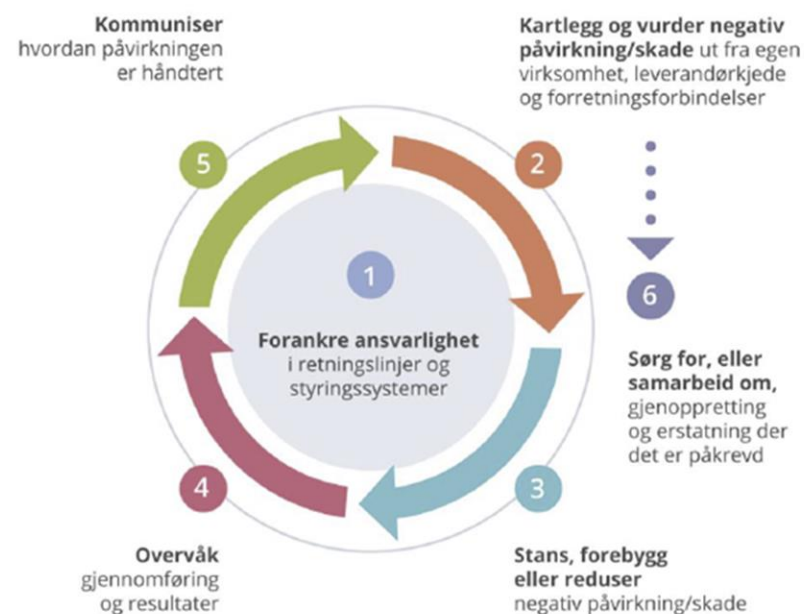 Kommuniser
hvordan påvirkningen
er håndtert
Kartlegg og vurder negativ
påvirkning/skade ut fra egen
virksomhet, leverandørkjede
og forretningsforbindelser
5
2
1
Forankre ansvarlighet
i retningslinjer og
styringssystemer
6
Sørg for, eller
samarbeid om,
gjenoppretting
og erstatning der
det er påkrevd
4
3
Overvåk
gjennomføring
og resultater
Stans, forebygg
eller reduser
negativ påvirkning/skade